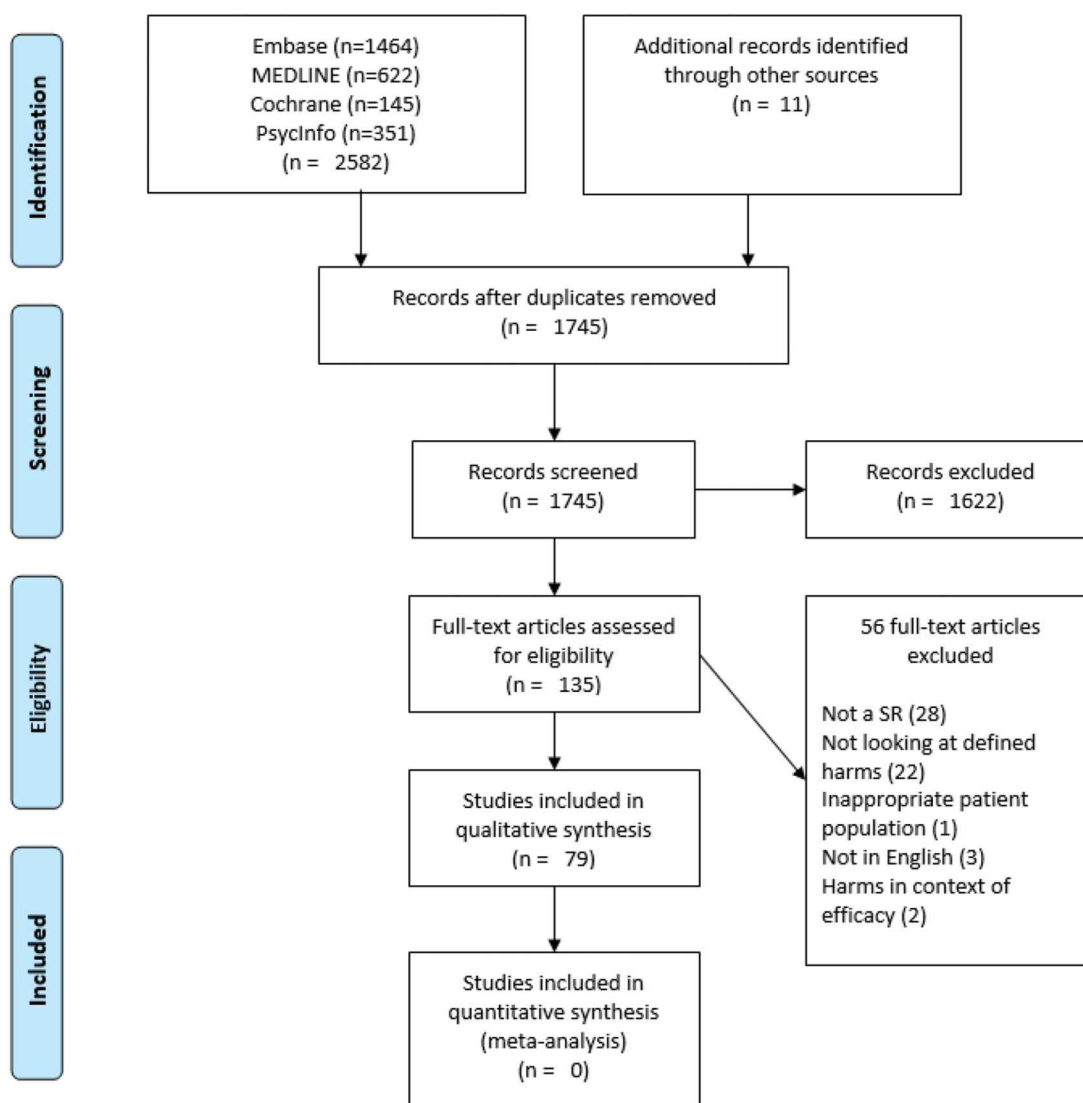 Identification
Embase (n=1464)
MEDLINE (n=622)
Cochrane (n=145)
PsycInfo (n=351)
(n = 2582)
Additional records identified
through other sources
(n = 11)
Screening
Records after duplicates removed
(n = 1745)
Records screened
(n = 1745)
Records excluded
(n = 1622)
Eligibility
Full-text articles assessed
for eligibility
(n = 135)
56 full-text articles
excluded
Not a SR (28)
Not looking at defined
harms (22)
Inappropriate patient
population (1)
Not in English (3)
Harms in context of
efficacy (2)
Studies included in
qualitative synthesis
(n = 79)
Included
Studies included in
quantitative synthesis
(meta-analysis)
(n = 0)